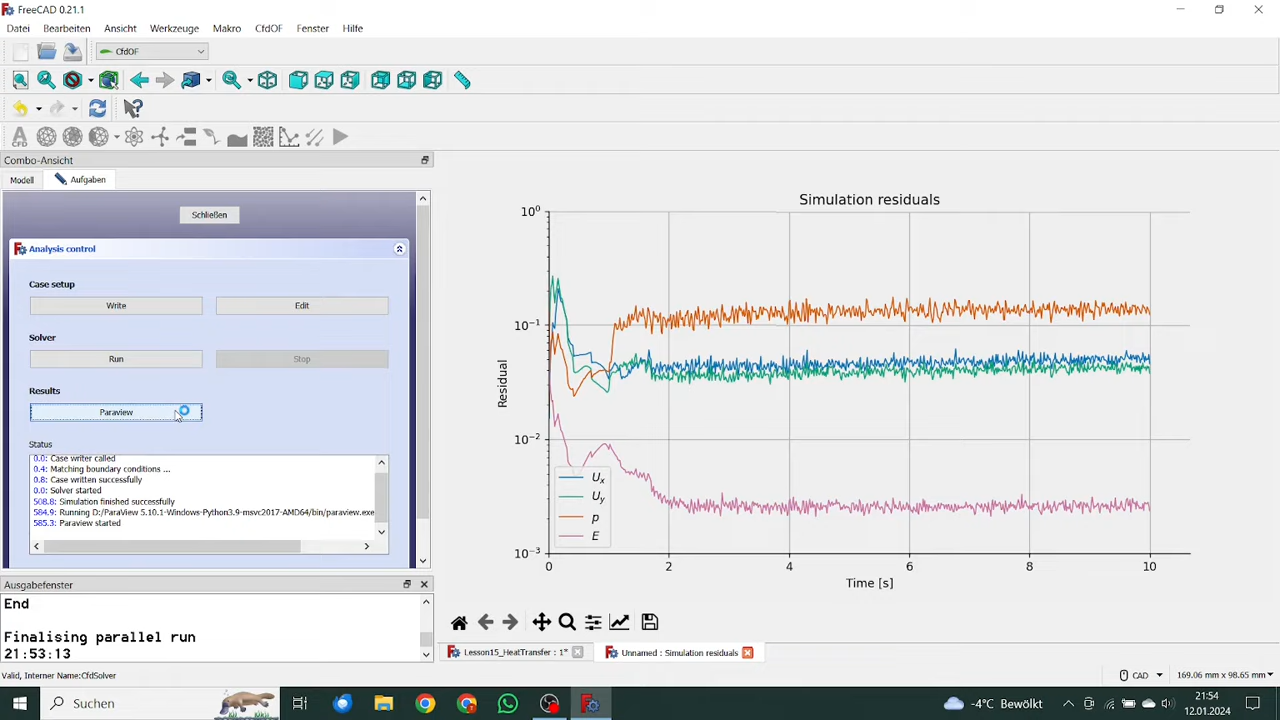 FreeCAD 0.21.1
Datei Bearbeiten Ansicht Werkzeuge Makro CfdOF Fenster Hilfe
CfdOF
Combo-Ansicht
Modell Aufgaben
Schließen
Analysis control
Case setup
Write Edit
Solver
Run Stop
Results
Paraview
Status
0.0: Case writer called
0.4: Matching boundary conditions ...
0.8: Case written successfully
0.0: Solver started
508.8: Simulation finished successfully
584.9: Running D:/ParaView 5.10.1-Windows-Python3.9-msvc2017-AMD64/bin/paraview.exe
585.3: Paraview started
Ausgabefenster
End
Finalising parallel run
21:53:13
Simulation residuals
10⁰
10⁻¹
10⁻²
10⁻³
Residual
Ux
Uy
p
E
0 2 4 6 8 10
Time [s]
Lesson15_HeatTransfer : 1* Unnamed : Simulation residuals
Valid, Internal Name:CfdSolver
CAD 169.06 mm × 98.65 mm
Suchen
-4°C Bewölkt
21:54
12.01.2024